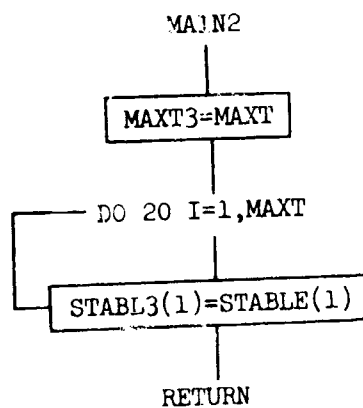 MAIN2
MAXT3=MAXT
DO 20 I=1,MAXT
STABL3(1)=STABLE(1)
RETURN